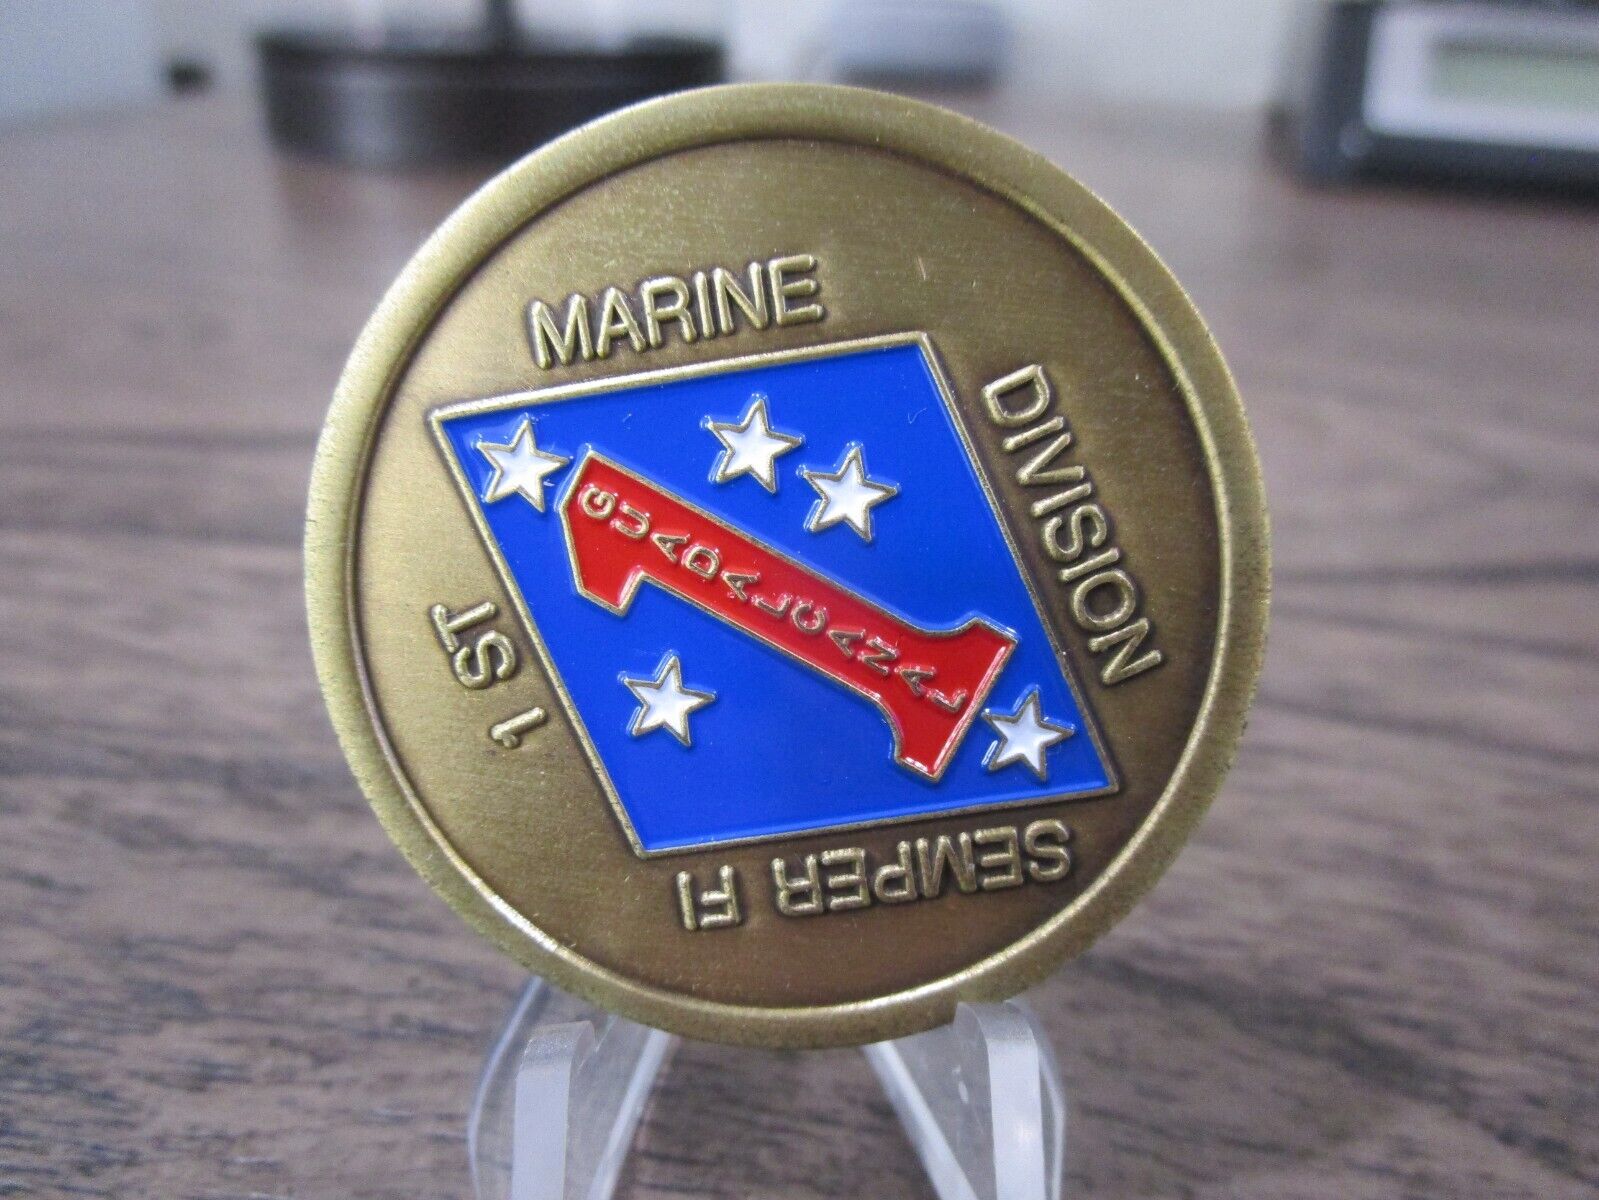 1 ST
MARINE
DIVISION
GUADALCANAL
SEMPER FI